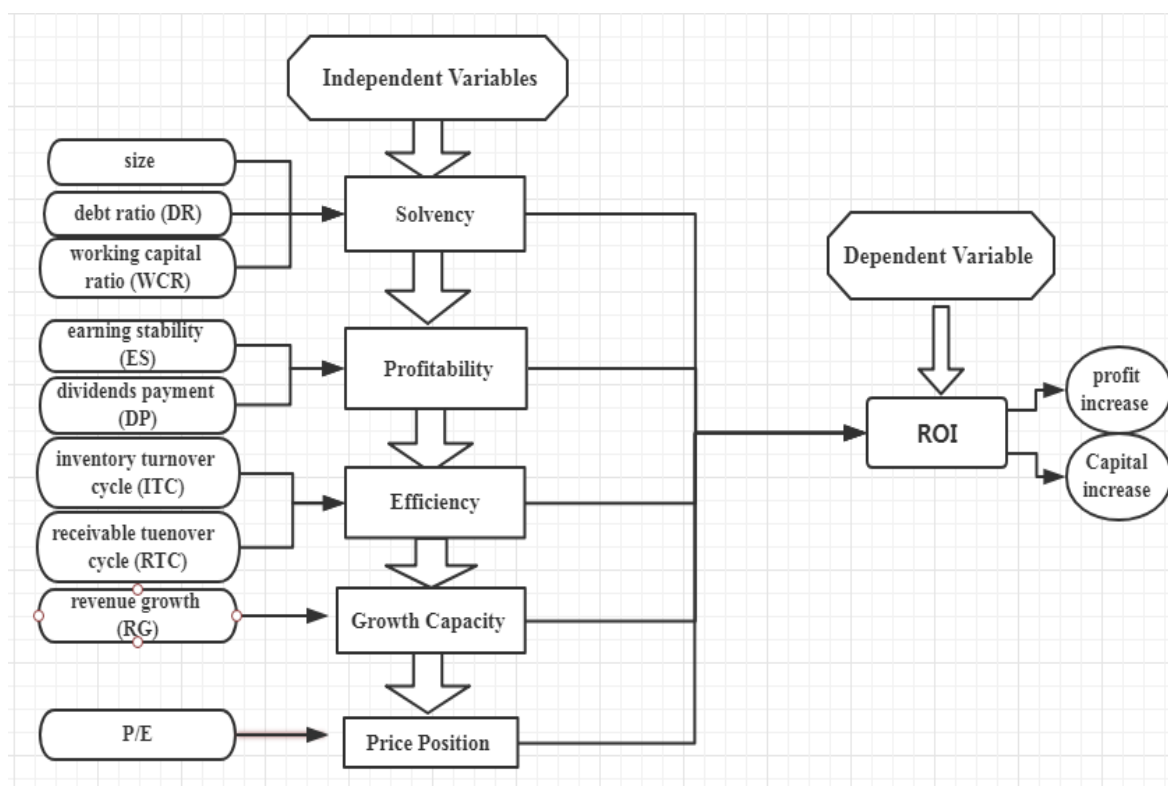 Independent Variables
size
debt ratio (DR)
working capital
ratio (WCR)
Solvency
earning stability
(ES)
dividends payment
(DP)
Profitability
inventory turnover
cycle (ITC)
receivable tuenover
cycle (RTC)
Efficiency
revenue growth
(RG)
Growth Capacity
P/E
Price Position
Dependent Variable
ROI
profit
increase
Capital
increase